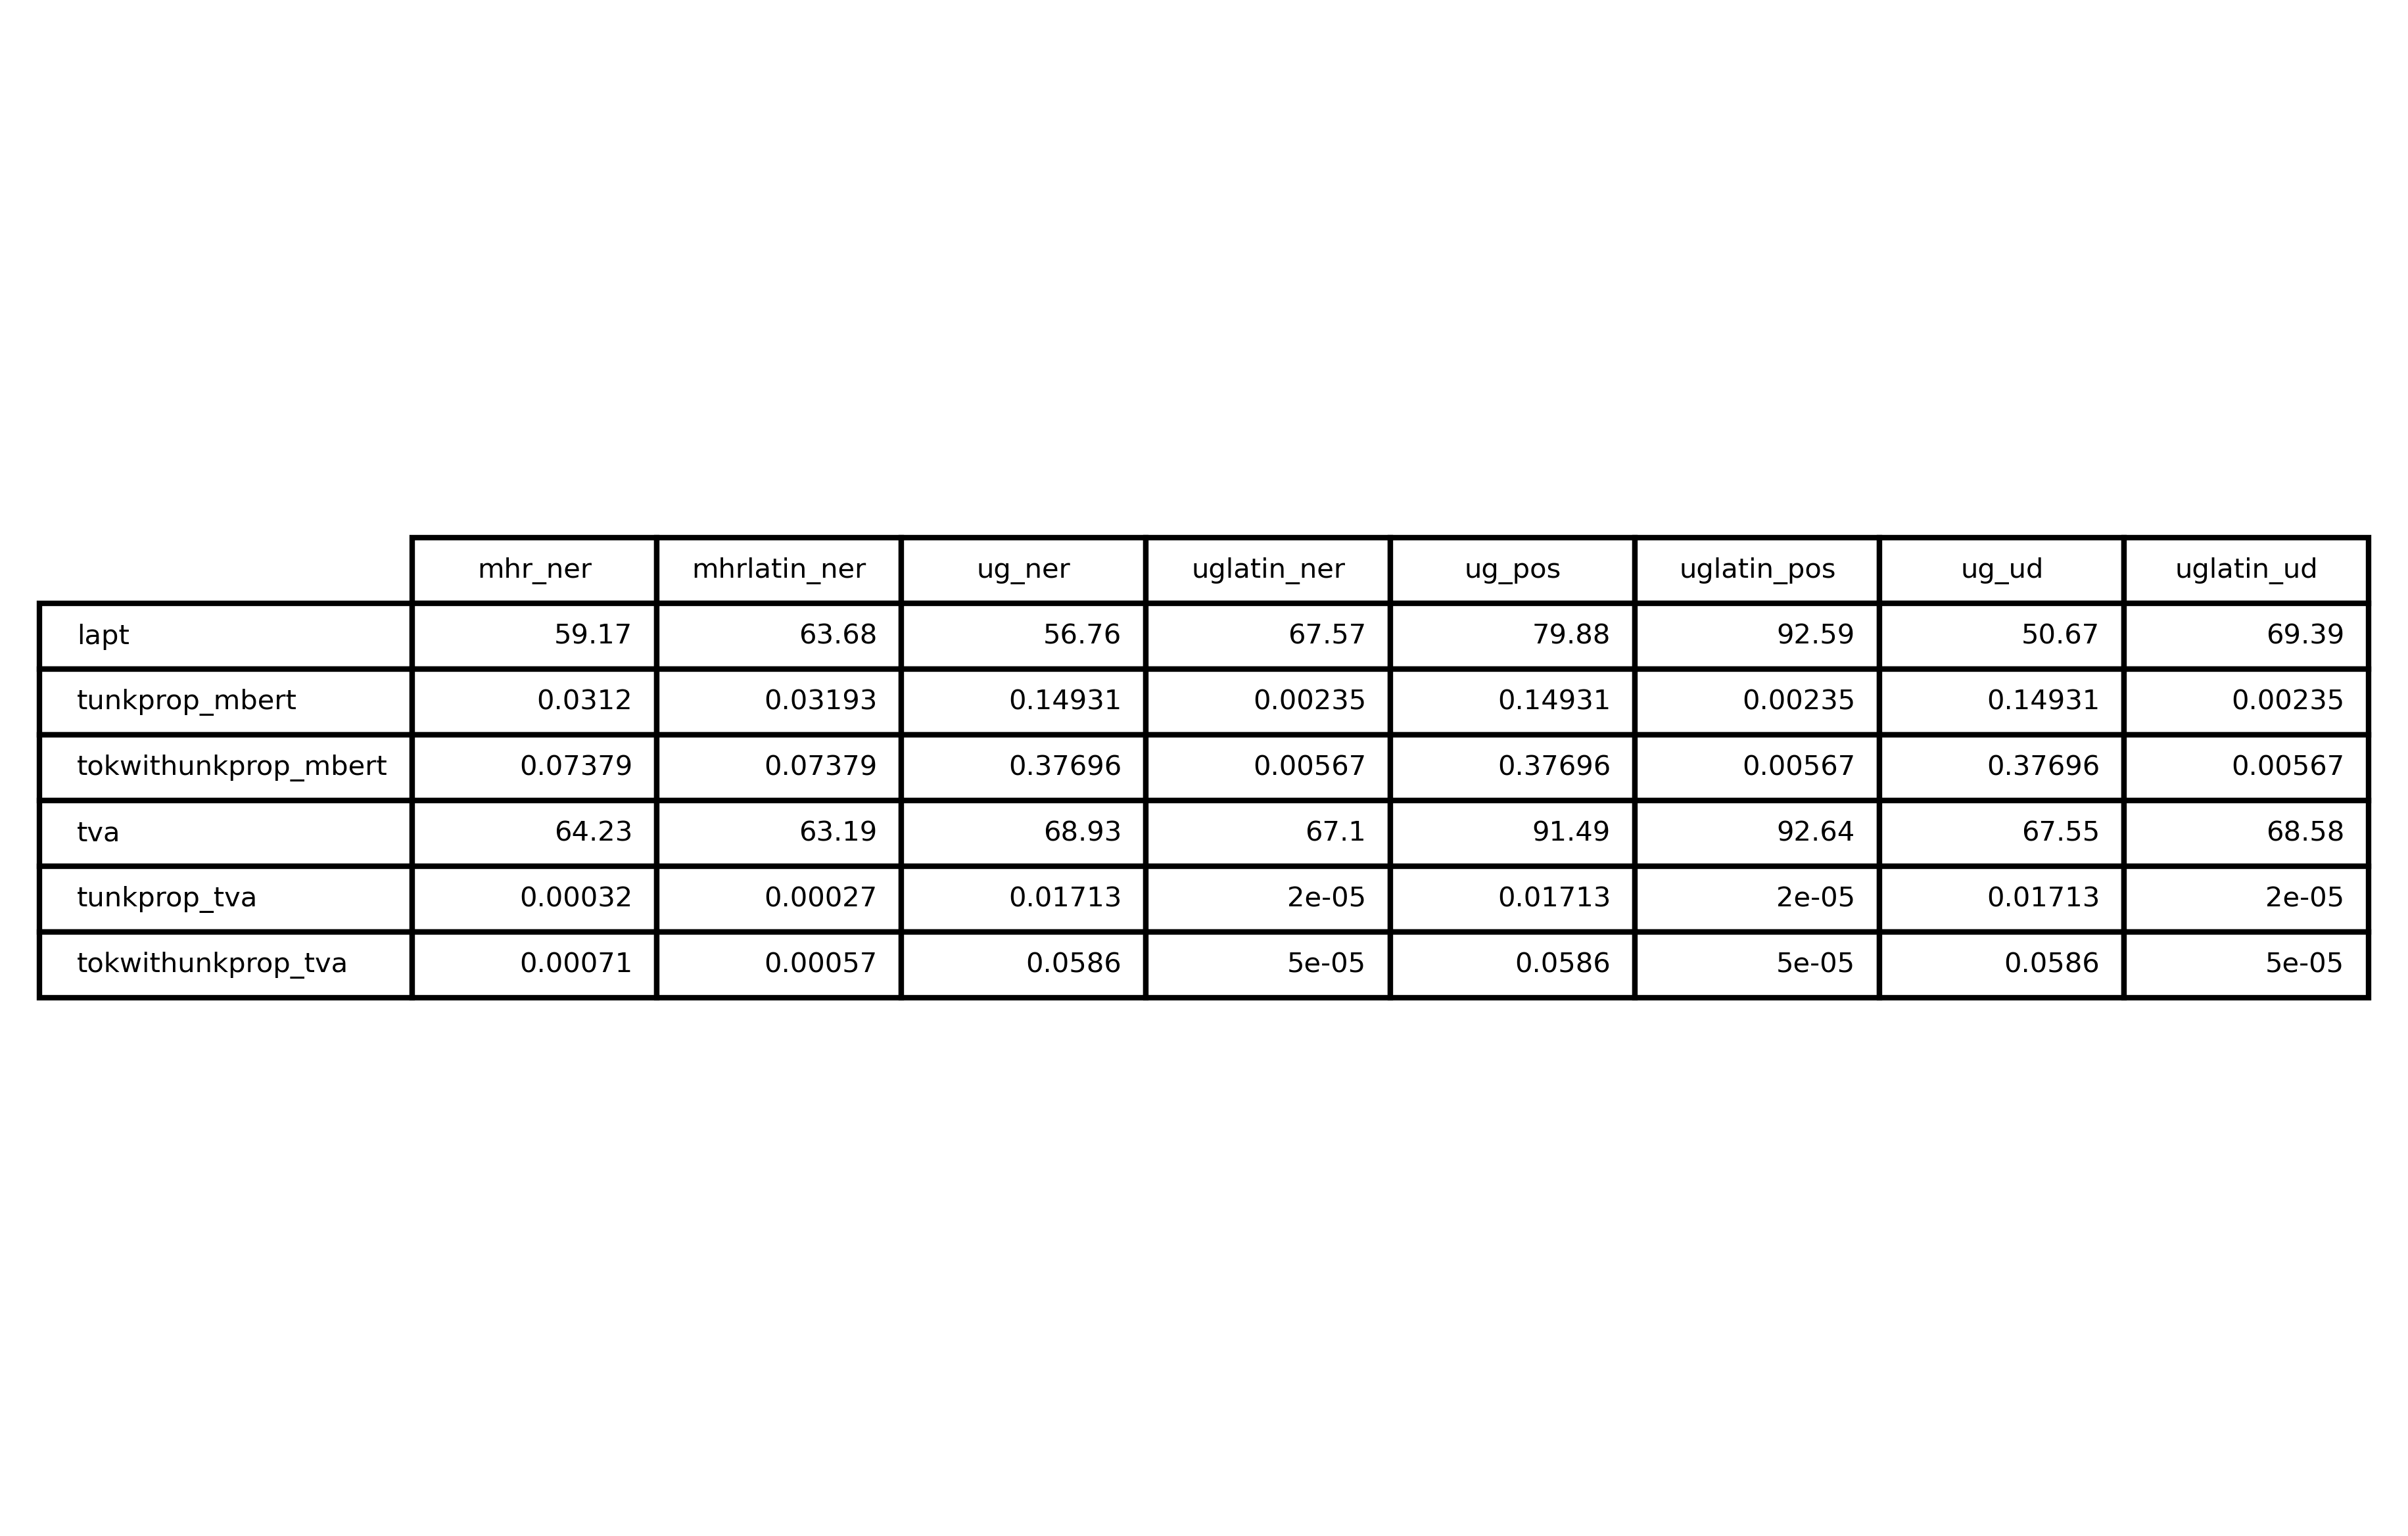 mhr_ner mhrlatin_ner ug_ner uglatin_ner ug_pos uglatin_pos ug_ud uglatin_ud
lapt 59.17 63.68 56.76 67.57 79.88 92.59 50.67 69.39
tunkprop_mbert 0.0312 0.03193 0.14931 0.00235 0.14931 0.00235 0.14931 0.00235
tokwithunkprop_mbert 0.07379 0.07379 0.37696 0.00567 0.37696 0.00567 0.37696 0.00567
tva 64.23 63.19 68.93 67.1 91.49 92.64 67.55 68.58
tunkprop_tva 0.00032 0.00027 0.01713 2e-05 0.01713 2e-05 0.01713 2e-05
tokwithunkprop_tva 0.00071 0.00057 0.0586 5e-05 0.0586 5e-05 0.0586 5e-05